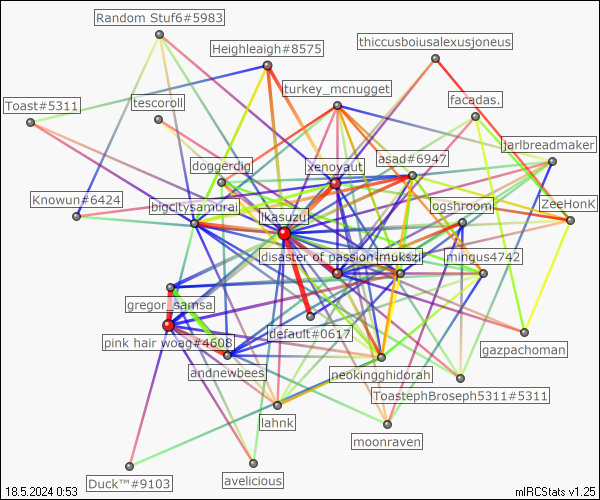 Random Stuf6#5983
thiccusboiusalexusjoneus
Heighleaigh#8575
turkey_mcnugget
Toast#5311
tescoroll
facadas.
jarlbreadmaker
doggerdig
xenoyaut
asad#6947
Knowun#6424
bigcitysamurai
ikasuzu
ogshroom
ZeeHonK
disaster of passion
imukszi
mingus4742
gregor_samsa
default#0617
pink hair woag#4608
gazpachoman
andnewbees
neokingghidorah
ToastephBroseph5311#5311
lahnk
moonraven
Duck™#9103
avelicious
18.5.2024 0:53
mIRCStats v1.25